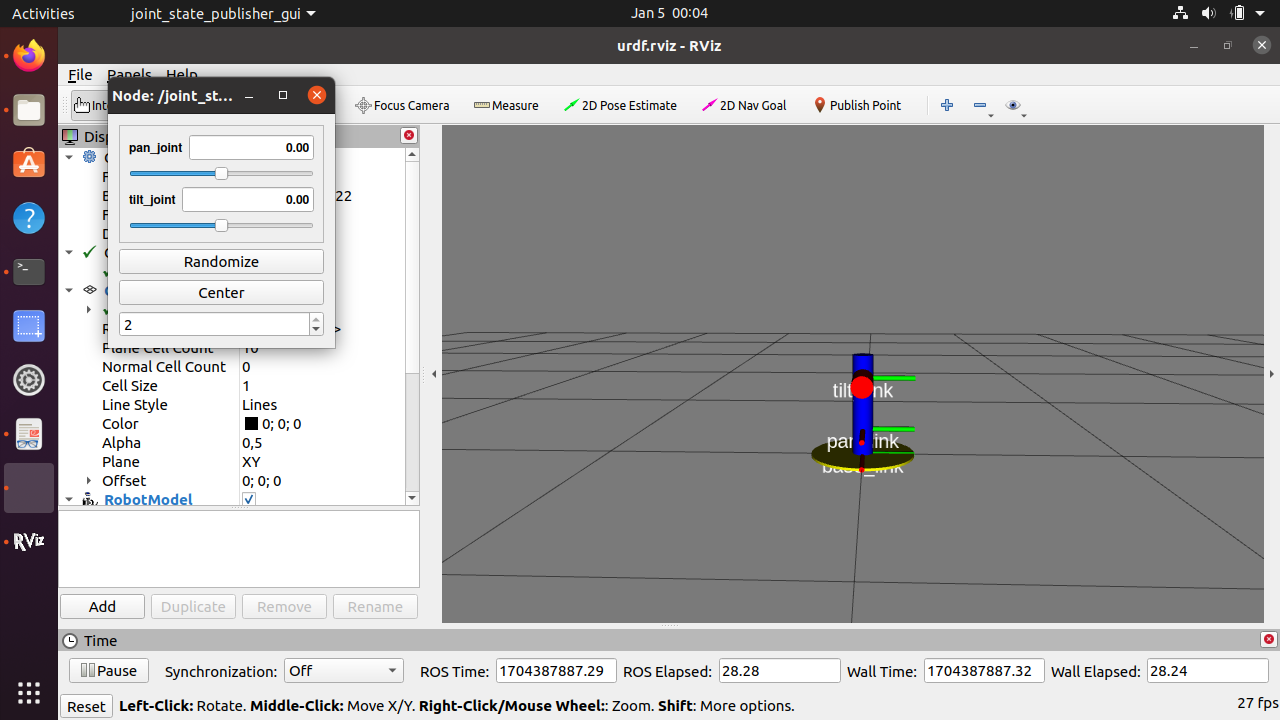 Activities
joint_state_publisher_gui
Jan 5 00:04
urdf.rviz - RViz
File Panels Help
Node: /joint_st...
Focus Camera
Measure
2D Pose Estimate
2D Nav Goal
Publish Point
pan_joint 0.00
tilt_joint 0.00
Randomize
Center
2
22
>
Plane Cell Count 10
Normal Cell Count 0
Cell Size 1
Line Style Lines
Color 0; 0; 0
Alpha 0,5
Plane XY
Offset 0; 0; 0
RobotModel
Add
Duplicate
Remove
Rename
Time
Pause
Synchronization: Off
ROS Time: 1704387887.29
ROS Elapsed: 28.28
Wall Time: 1704387887.32
Wall Elapsed: 28.24
Reset
Left-Click: Rotate. Middle-Click: Move X/Y. Right-Click/Mouse Wheel:: Zoom. Shift: More options.
27 fps
RViz